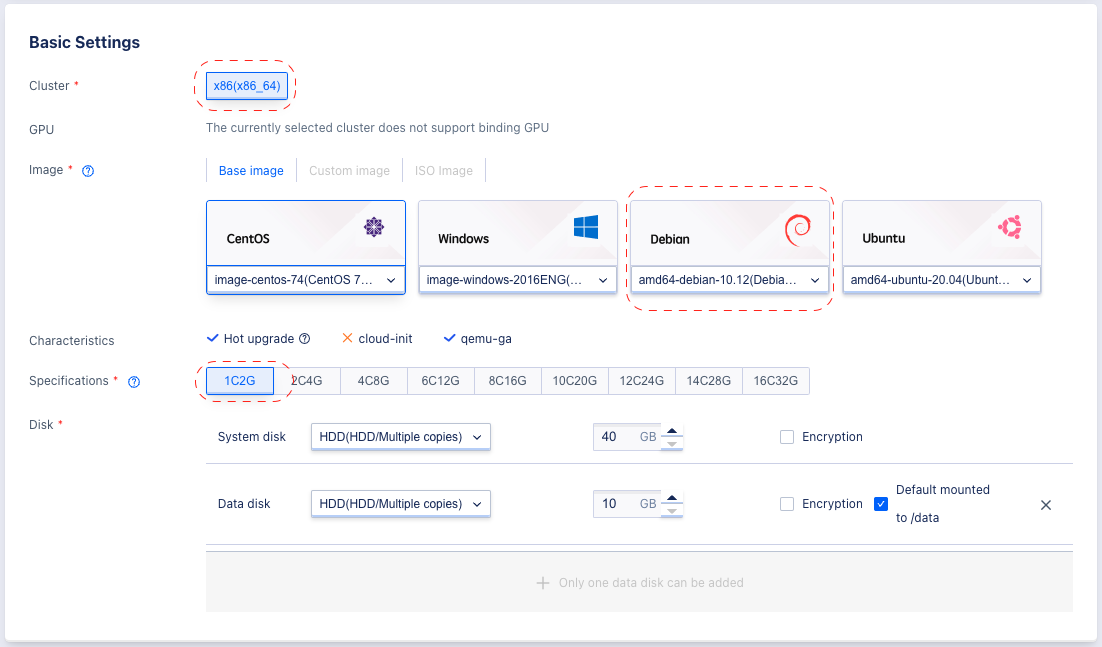 Basic Settings
Cluster *
x86(x86_64)
GPU
The currently selected cluster does not support binding GPU
Image *
Base image
Custom image
ISO Image
CentOS
Windows
Debian
Ubuntu
image-centos-74(CentOS 7...
image-windows-2016ENG(...
amd64-debian-10.12(Debia...
amd64-ubuntu-20.04(Ubunt...
Characteristics
Hot upgrade
cloud-init
qemu-ga
Specifications *
1C2G
2C4G
4C8G
6C12G
8C16G
10C20G
12C24G
14C28G
16C32G
Disk *
System disk
HDD(HDD/Multiple copies)
40 GB
Encryption
Data disk
HDD(HDD/Multiple copies)
10 GB
Encryption
Default mounted
to /data
Only one data disk can be added